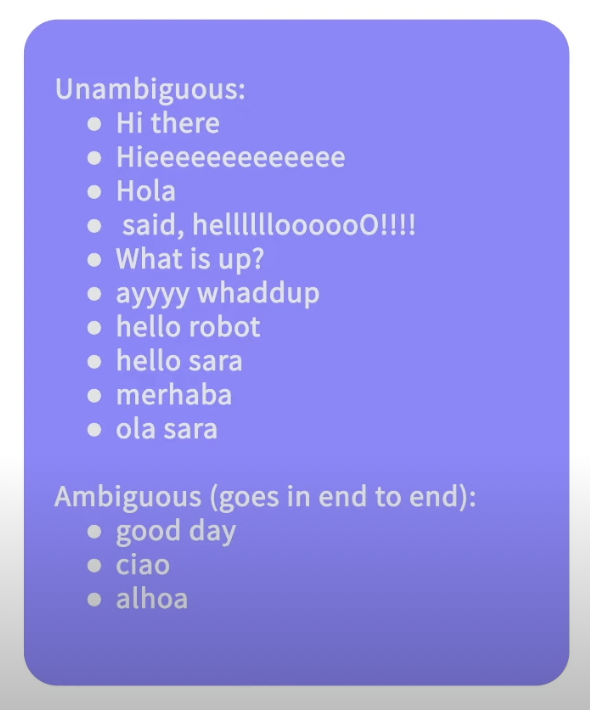 Unambiguous:
● Hi there
● Hieeeeeeeeeeeee
● Hola
● said, helllllloooooO!!!!
● What is up?
● ayyyy whaddup
● hello robot
● hello sara
● merhaba
● ola sara
Ambiguous (goes in end to end):
● good day
● ciao
● alhoa